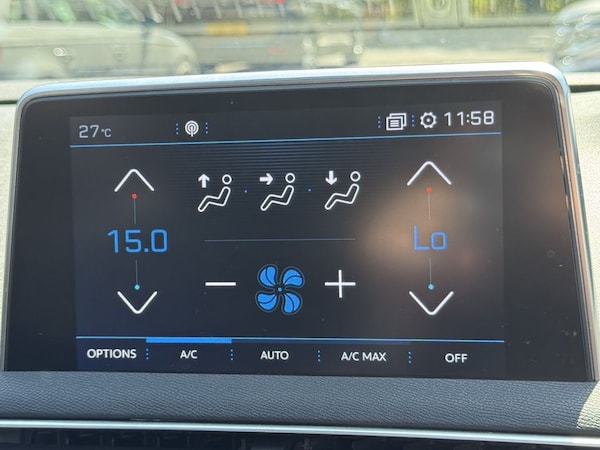 27°C 11:58
15.0 Lo
OPTIONS A/C AUTO A/C MAX OFF